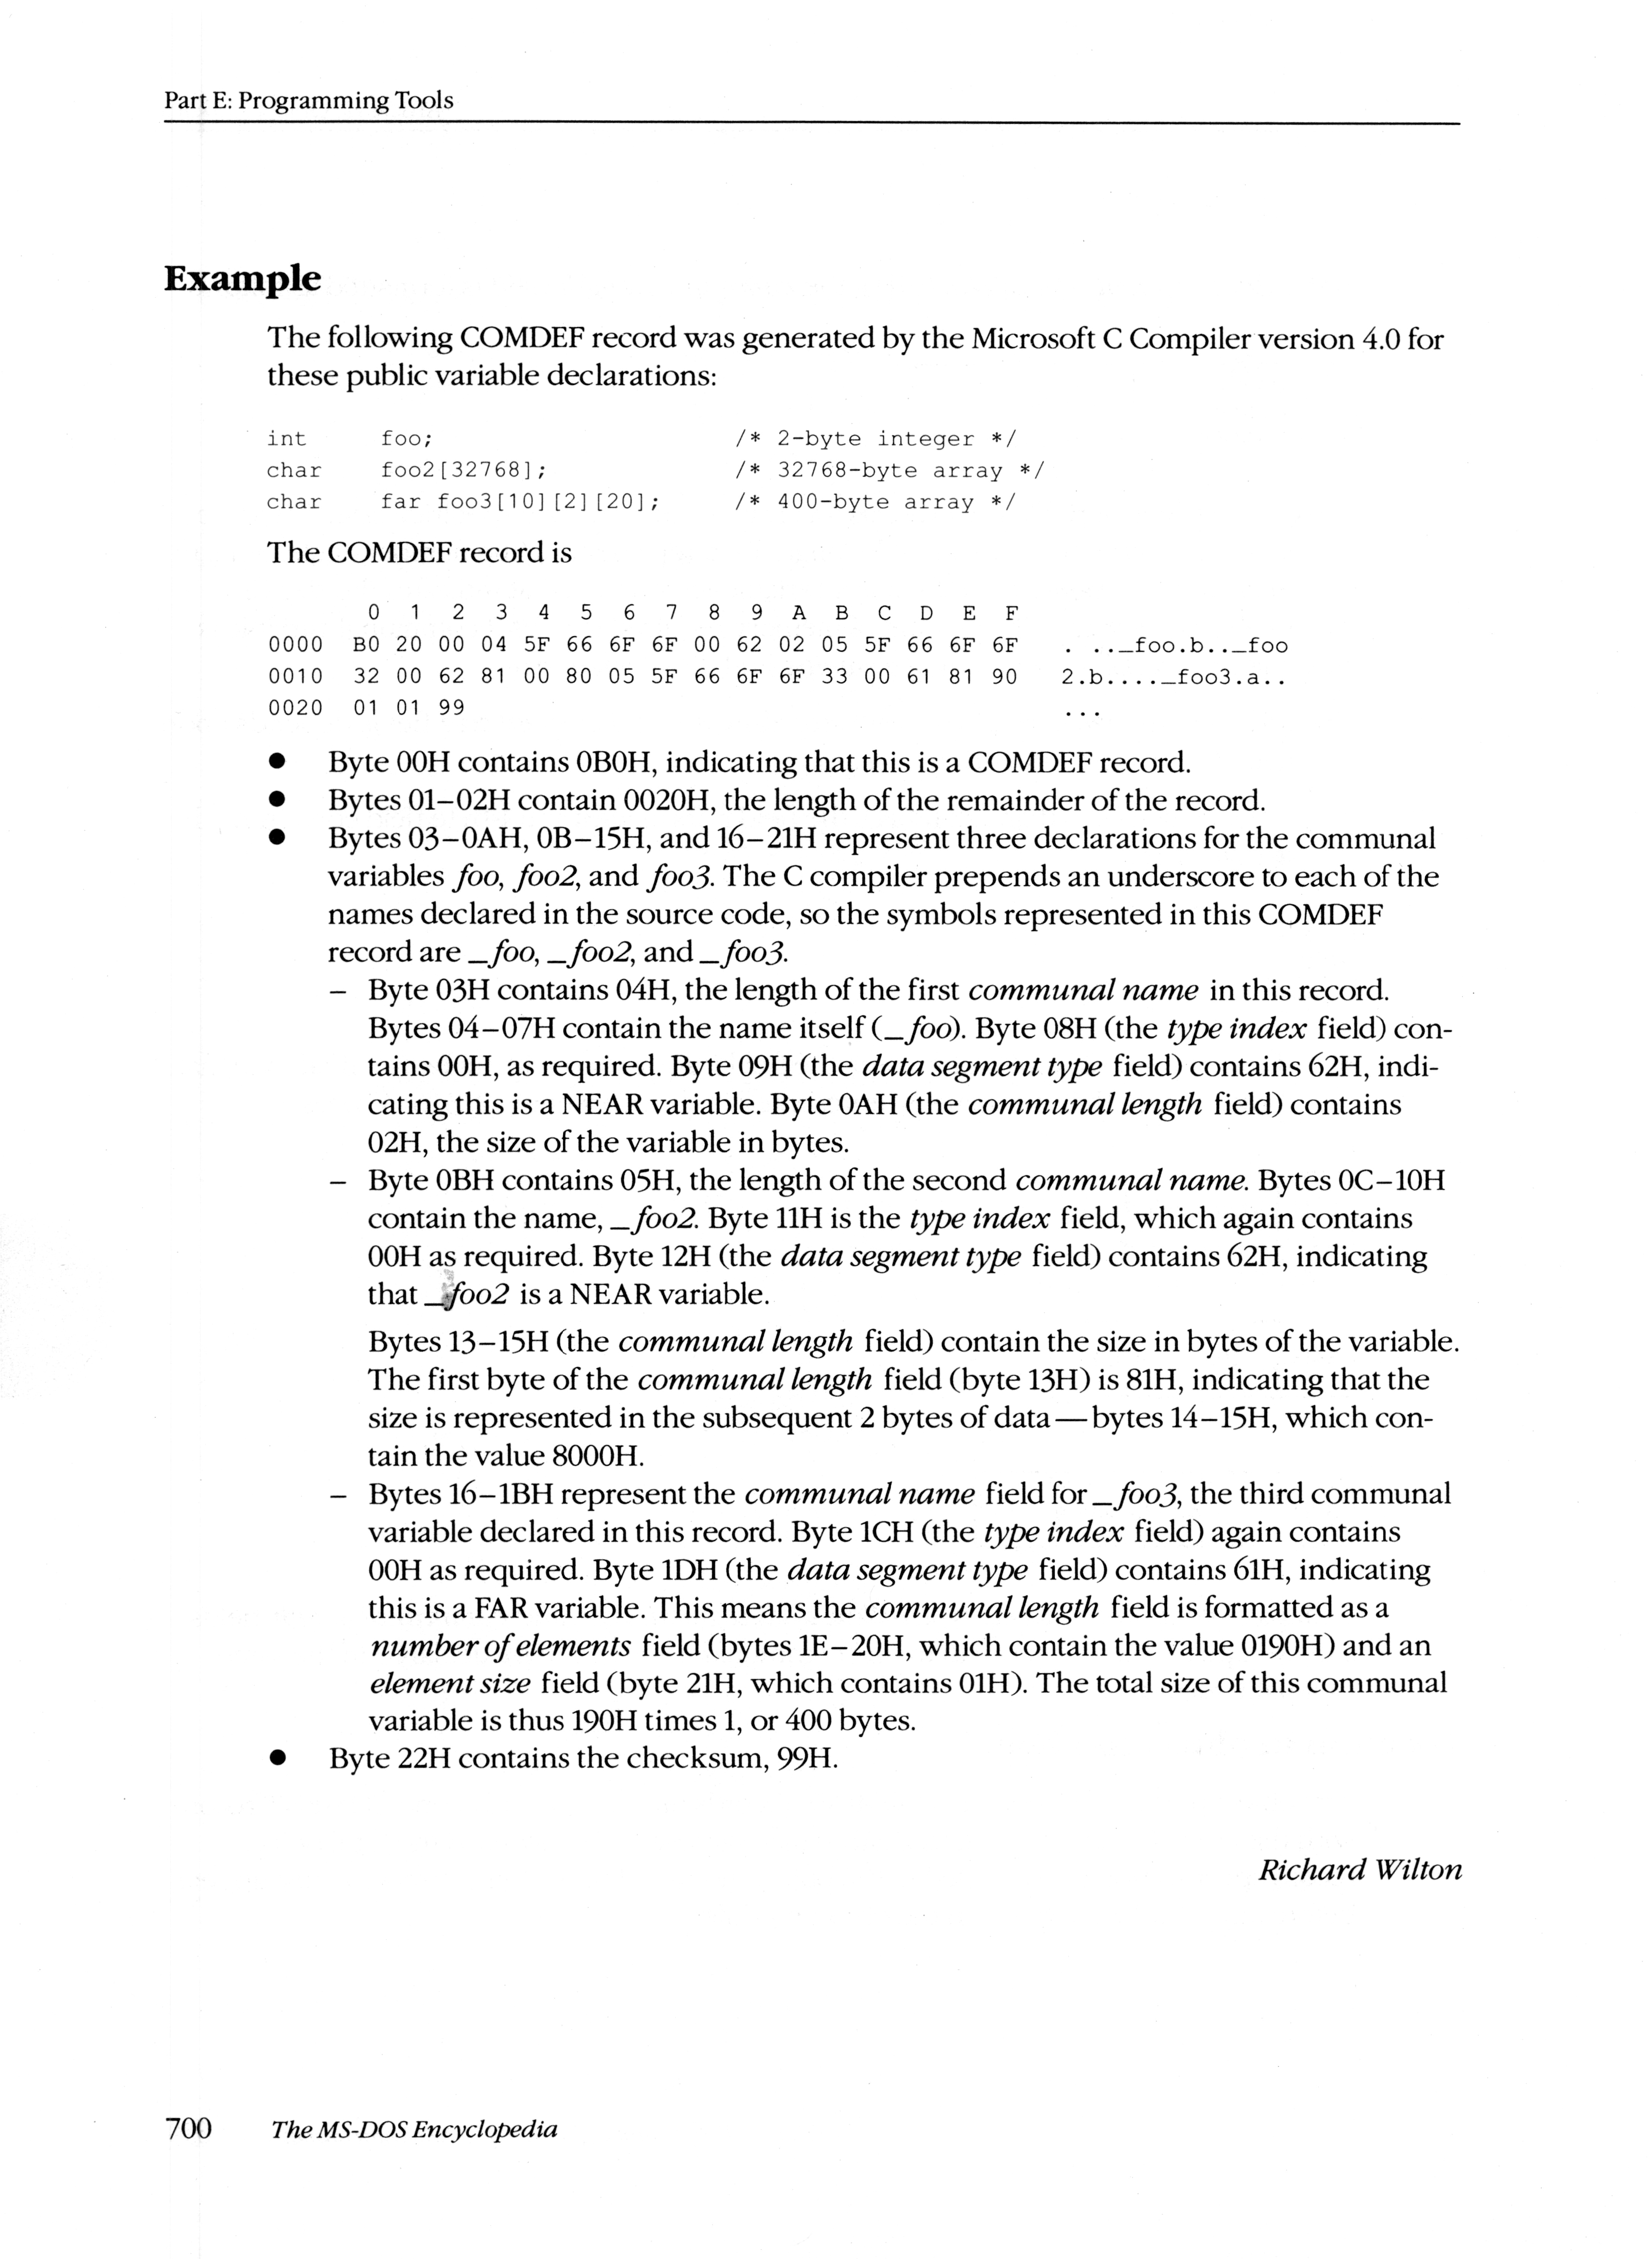 Part E: Programming Tools
Example
The following COMDEF record was generated by the Microsoft C Compiler version 4.0 for
these public variable declarations:
int foo; /* 2-byte integer */
char foo2[32768]; /* 32768-byte array */
char far foo3[10][2][20]; /* 400-byte array */
The COMDEF record is
0 1 2 3 4 5 6 7 8 9 A B C D E F
0000 B0 20 00 04 5F 66 6F 6F 00 62 02 05 5F 66 6F 6F . .._foo.b.._foo
0010 32 00 62 81 00 80 05 5F 66 6F 6F 33 00 61 81 90 2.b...._foo3.a..
0020 01 01 99 ...
● Byte 00H contains 0B0H, indicating that this is a COMDEF record.
● Bytes 01–02H contain 0020H, the length of the remainder of the record.
● Bytes 03–0AH, 0B–15H, and 16–21H represent three declarations for the communal
variables foo, foo2, and foo3. The C compiler prepends an underscore to each of the
names declared in the source code, so the symbols represented in this COMDEF
record are _foo, _foo2, and _foo3.
– Byte 03H contains 04H, the length of the first communal name in this record.
Bytes 04–07H contain the name itself (_foo). Byte 08H (the type index field) con-
tains 00H, as required. Byte 09H (the data segment type field) contains 62H, indi-
cating this is a NEAR variable. Byte 0AH (the communal length field) contains
02H, the size of the variable in bytes.
– Byte 0BH contains 05H, the length of the second communal name. Bytes 0C–10H
contain the name, _foo2. Byte 11H is the type index field, which again contains
00H as required. Byte 12H (the data segment type field) contains 62H, indicating
that _foo2 is a NEAR variable.
Bytes 13–15H (the communal length field) contain the size in bytes of the variable.
The first byte of the communal length field (byte 13H) is 81H, indicating that the
size is represented in the subsequent 2 bytes of data—bytes 14–15H, which con-
tain the value 8000H.
– Bytes 16–1BH represent the communal name field for _foo3, the third communal
variable declared in this record. Byte 1CH (the type index field) again contains
00H as required. Byte 1DH (the data segment type field) contains 61H, indicating
this is a FAR variable. This means the communal length field is formatted as a
number of elements field (bytes 1E–20H, which contain the value 0190H) and an
element size field (byte 21H, which contains 01H). The total size of this communal
variable is thus 190H times 1, or 400 bytes.
● Byte 22H contains the checksum, 99H.
Richard Wilton
700 The MS-DOS Encyclopedia